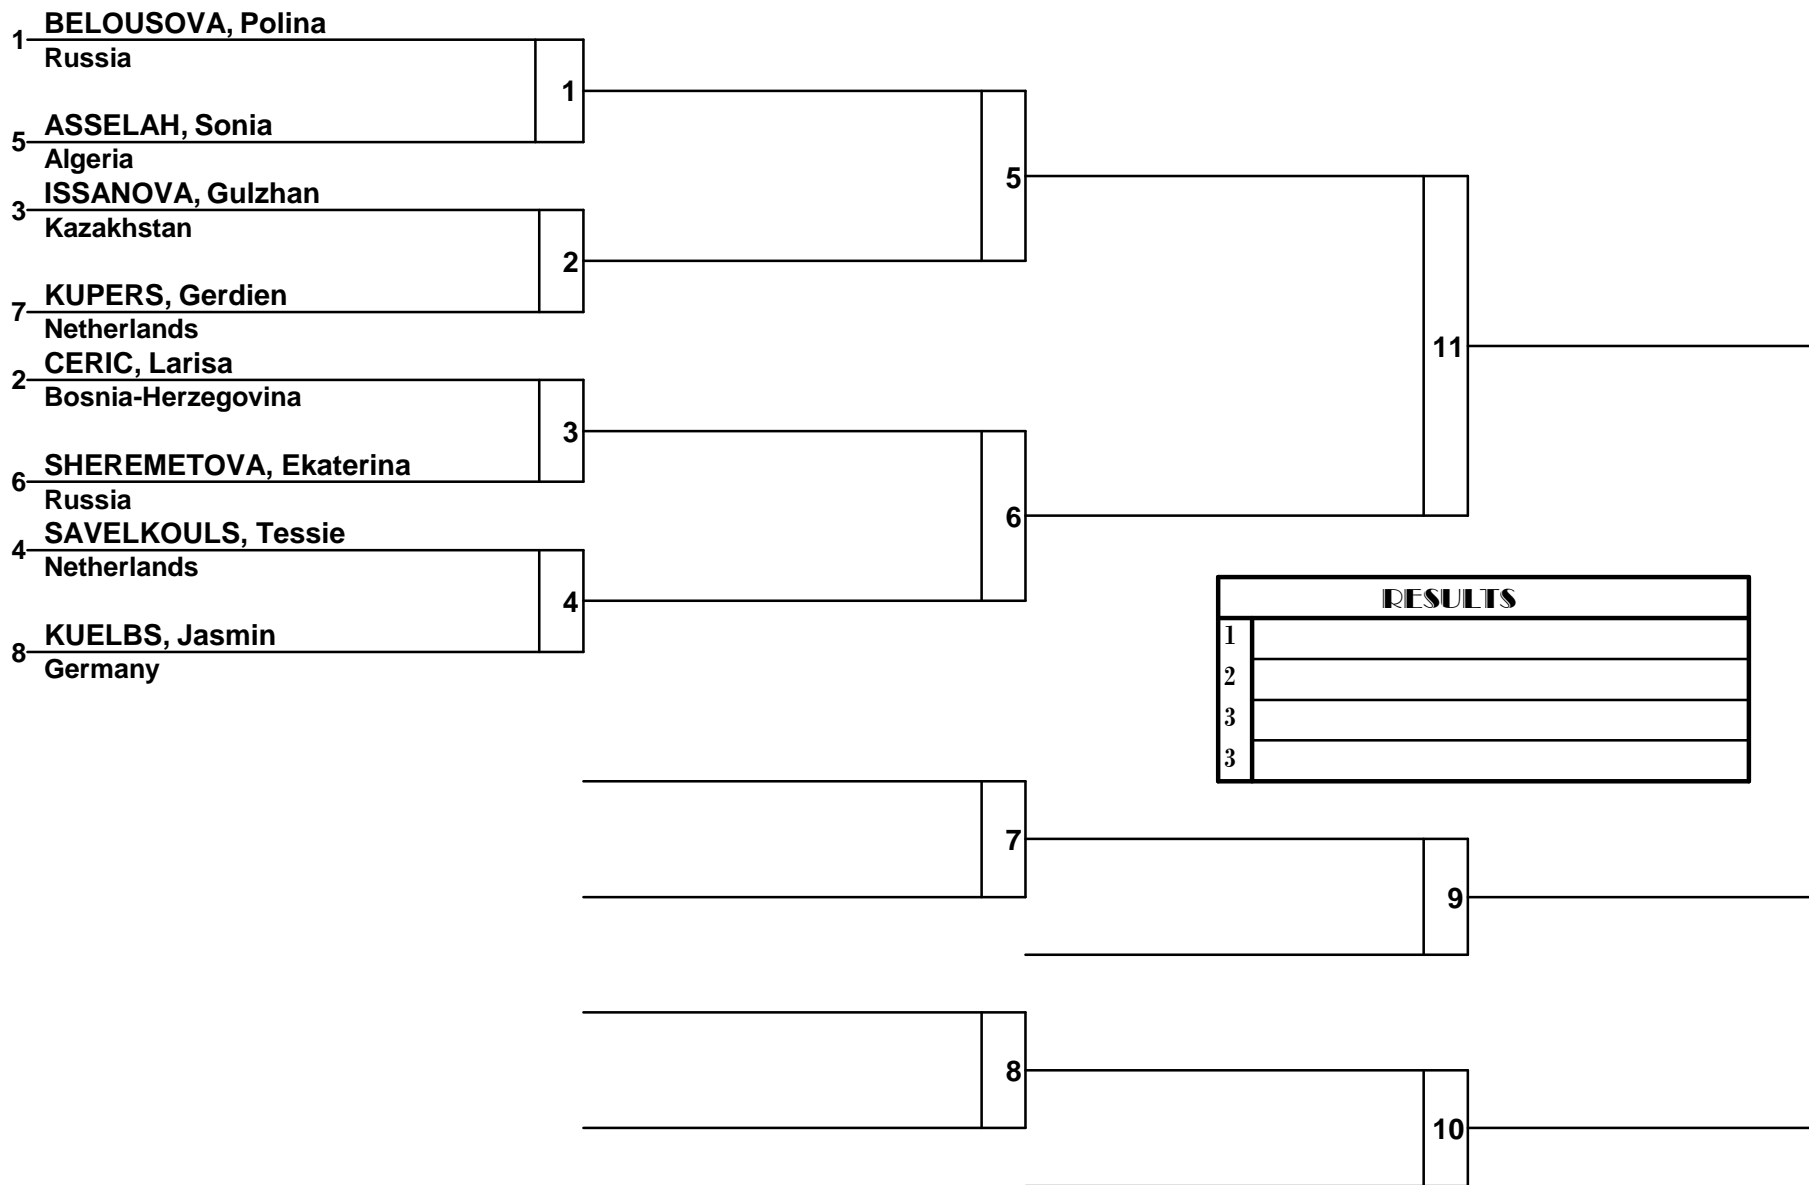 BELOUSOVA, Polina
1
Russia
1
ASSELAH, Sonia
5
Algeria
5
ISSANOVA, Gulzhan
3
Kazakhstan
2
KUPERS, Gerdien
7
Netherlands
11
CERIC, Larisa
2
Bosnia-Herzegovina
3
SHEREMETOVA, Ekaterina
6
Russia
6
SAVELKOULS, Tessie
4
Netherlands
4
KUELBS, Jasmin
8
Germany
RESULTS
1
2
3
3
7
9
8
10